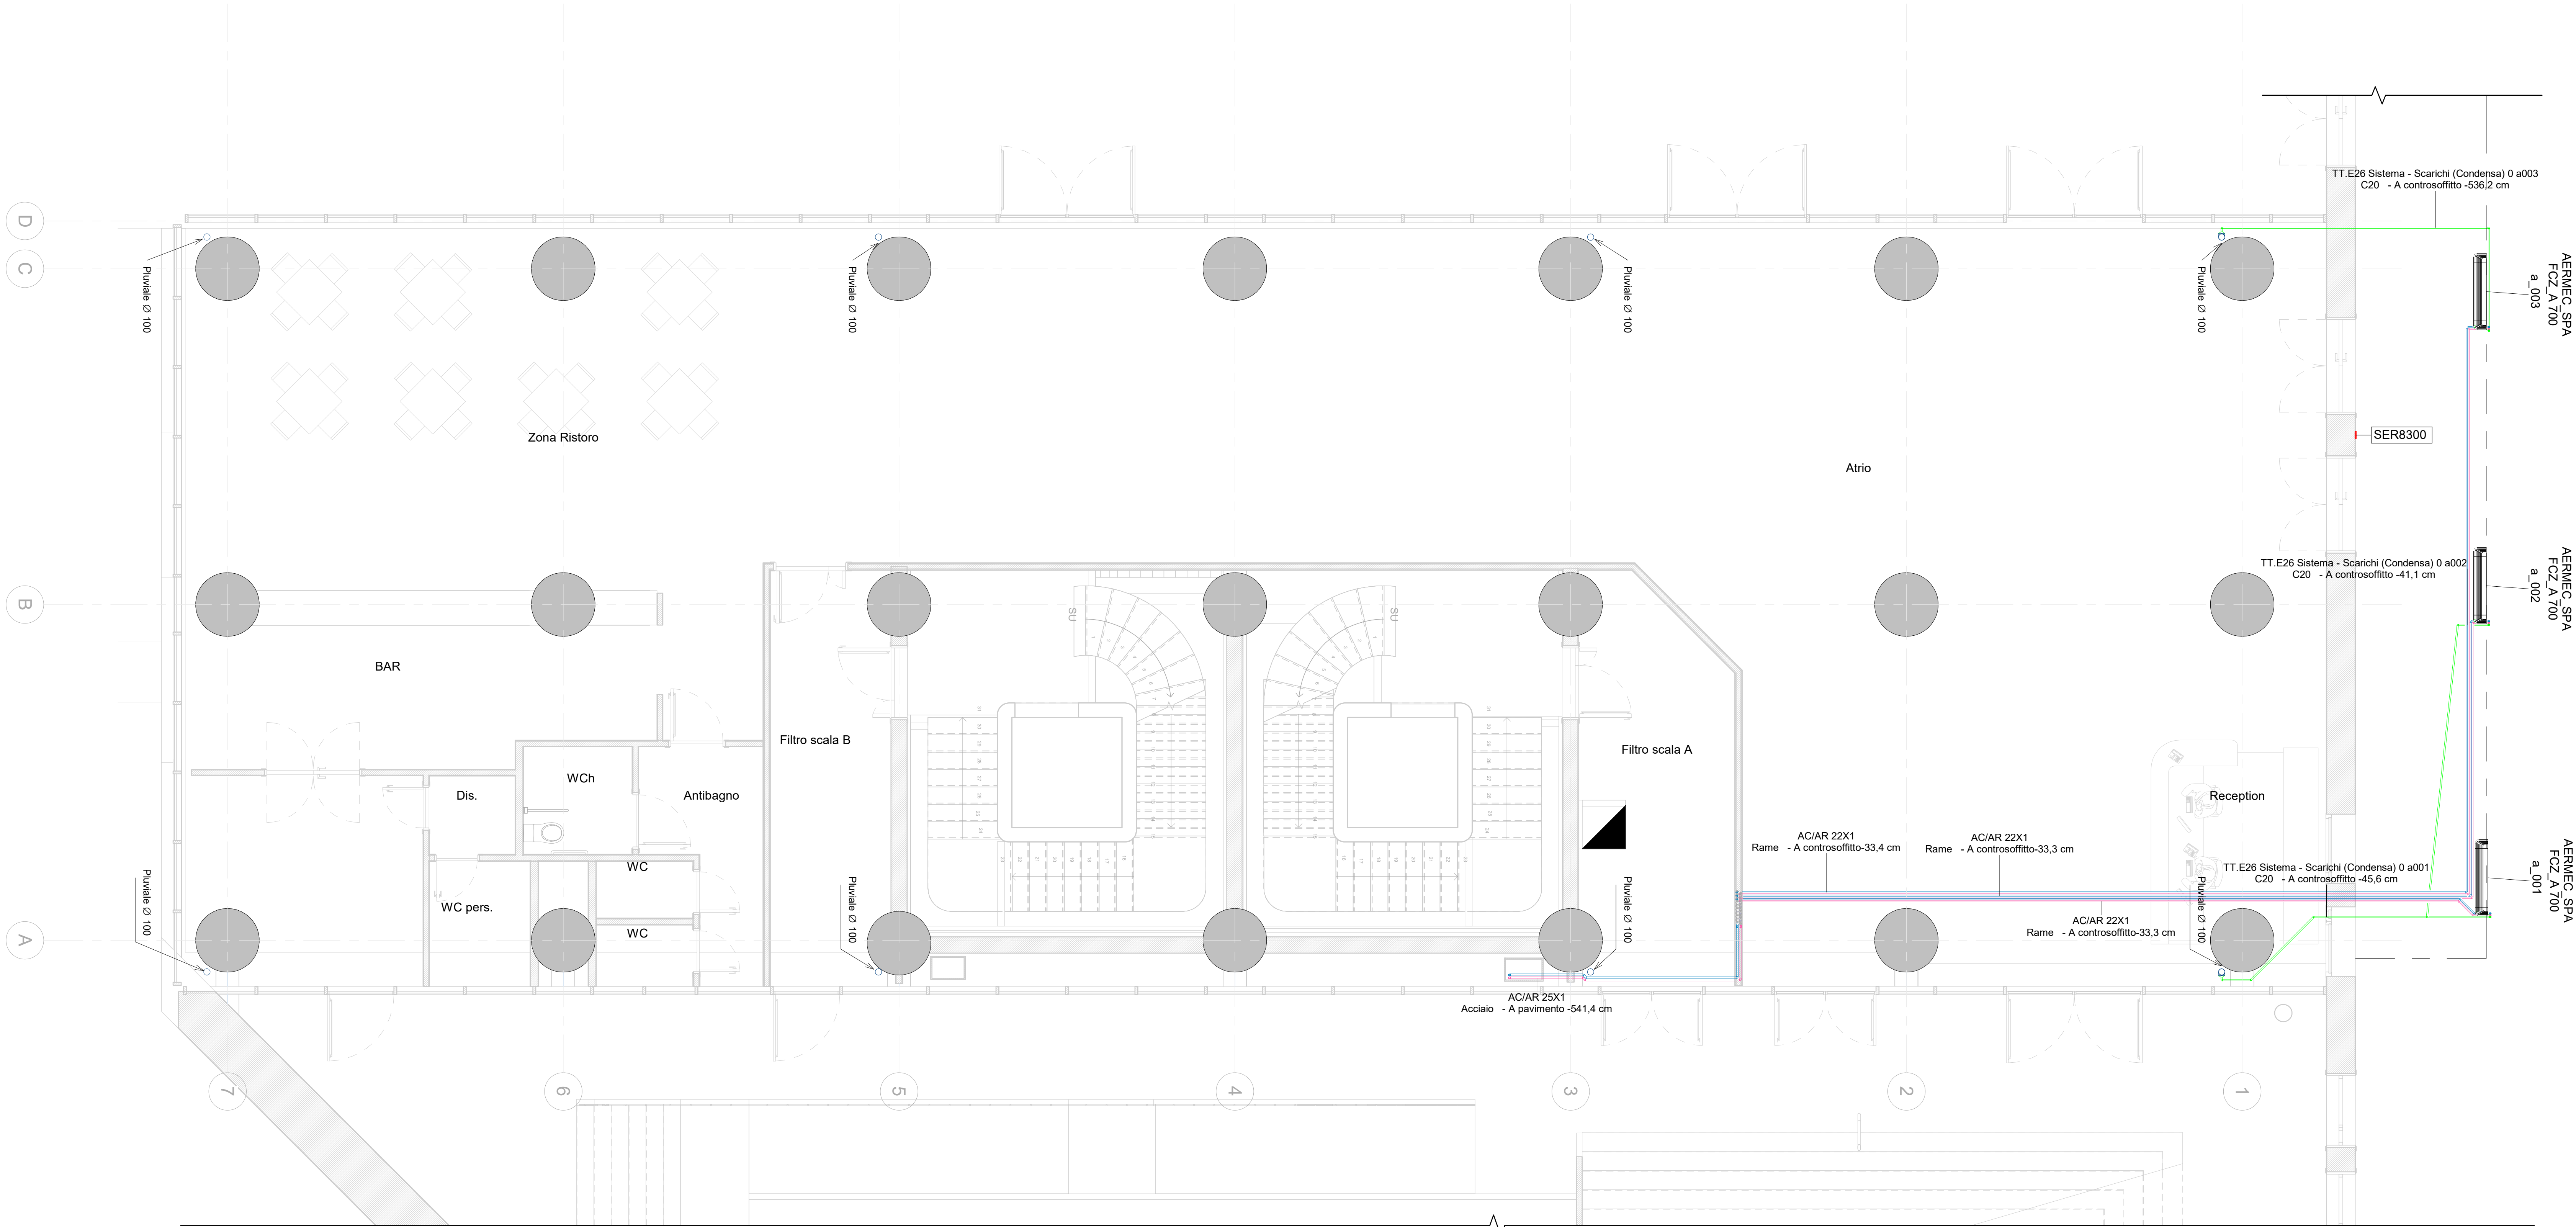 TT.E26 Sistema - Scarichi (Condensa) 0 a003
C20 - A controsoffitto -536,2 cm
AERMEC_SPA
FCZ_A 700
a_003
D
C
Pluviale Ø 100
Pluviale Ø 100
Pluviale Ø 100
Pluviale Ø 100
SER8300
Zona Ristoro
Atrio
TT.E26 Sistema - Scarichi (Condensa) 0 a002
C20 - A controsoffitto -41,1 cm
AERMEC_SPA
FCZ_A 700
a_002
B
SU
SU
BAR
Filtro scala B
Filtro scala A
WCh
Dis.
Antibagno
Reception
AC/AR 22X1
Rame - A controsoffitto-33,4 cm
AC/AR 22X1
Rame - A controsoffitto-33,3 cm
TT.E26 Sistema - Scarichi (Condensa) 0 a001
C20 - A controsoffitto -45,6 cm
AERMEC_SPA
FCZ_A 700
a_001
WC
WC pers.
WC
Pluviale Ø 100
Pluviale Ø 100
Pluviale Ø 100
Pluviale Ø 100
AC/AR 22X1
Rame - A controsoffitto-33,3 cm
A
AC/AR 25X1
Acciaio - A pavimento -541,4 cm
7
6
5
4
3
2
1